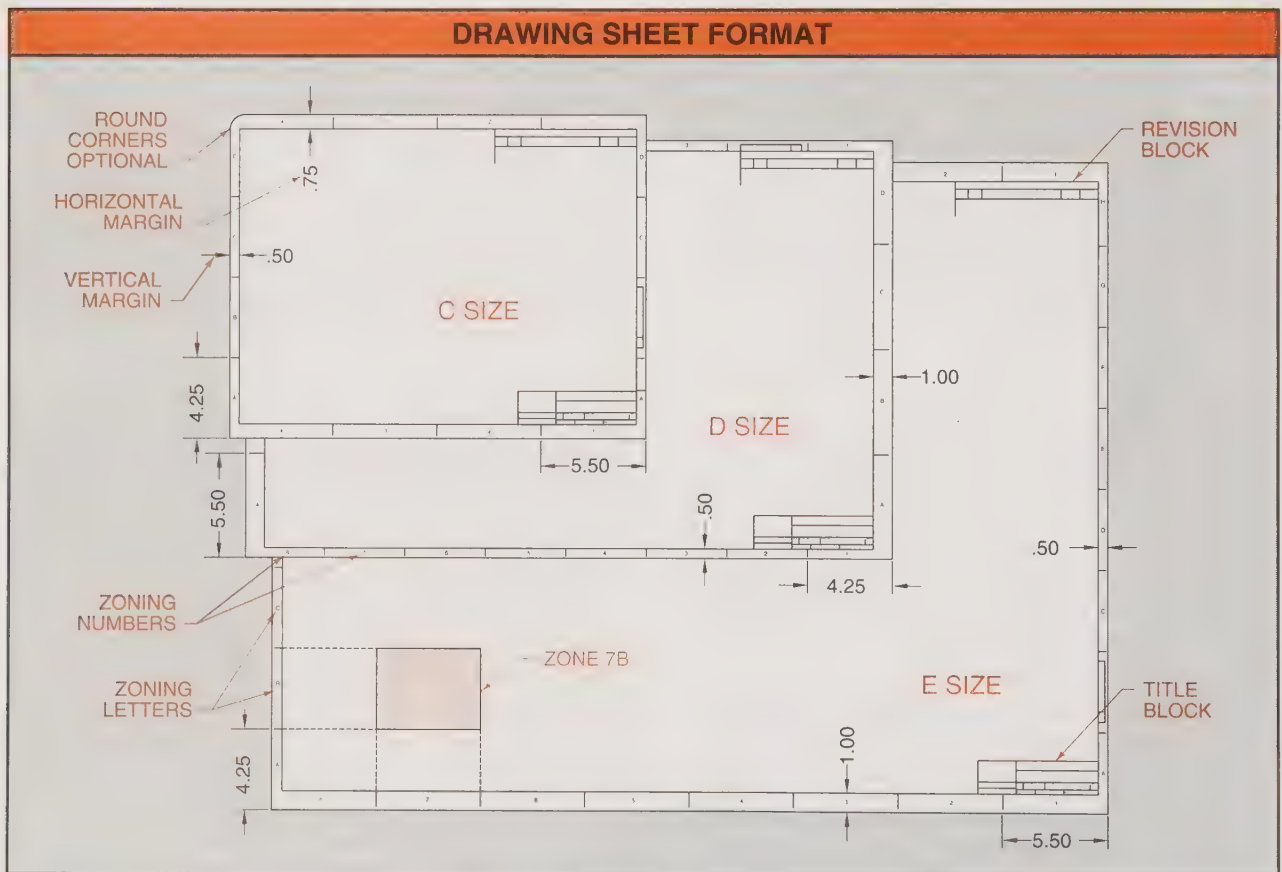 DRAWING SHEET FORMAT
ROUND
CORNERS
OPTIONAL
HORIZONTAL
MARGIN
VERTICAL
MARGIN
.75
.50
C SIZE
4.25
5.50
REVISION
BLOCK
1.00
D SIZE
5.50
.50
4.25
.50
ZONING
NUMBERS
ZONING
LETTERS
ZONE 7B
E SIZE
TITLE
BLOCK
4.25
1.00
5.50